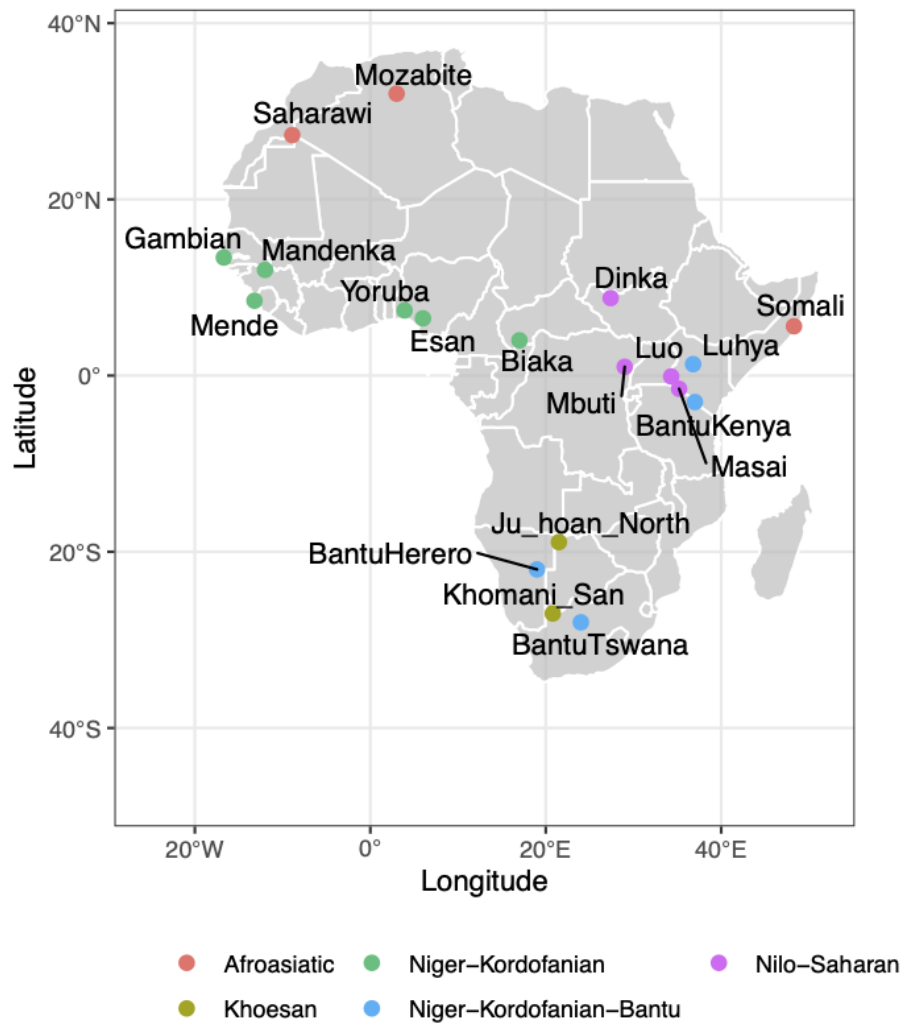 40°N
Mozabite
Saharawi
20°N
Gambian
Mandenka
Dinka
Yoruba
Somali
Mende
Esan
Luo
Luhya
Biaka
0°
Mbuti
BantuKenya
Masai
Latitude
Ju_hoan_North
20°S
BantuHerero
Khomani_San
BantuTswana
40°S
20°W 0° 20°E 40°E
Longitude
Afroasiatic Niger−Kordofanian Nilo−Saharan
Khoesan Niger−Kordofanian−Bantu